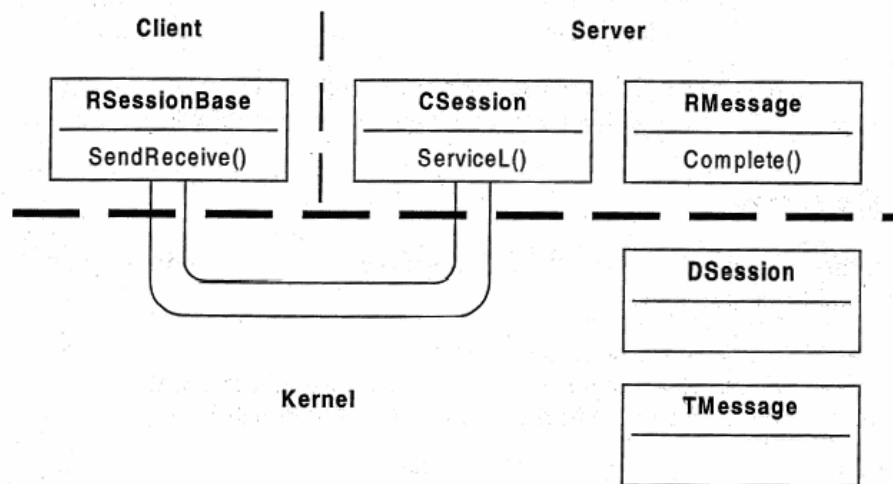 Client
Server
RSessionBase
SendReceive()
CSession
ServiceL()
RMessage
Complete()
DSession
Kernel
TMessage